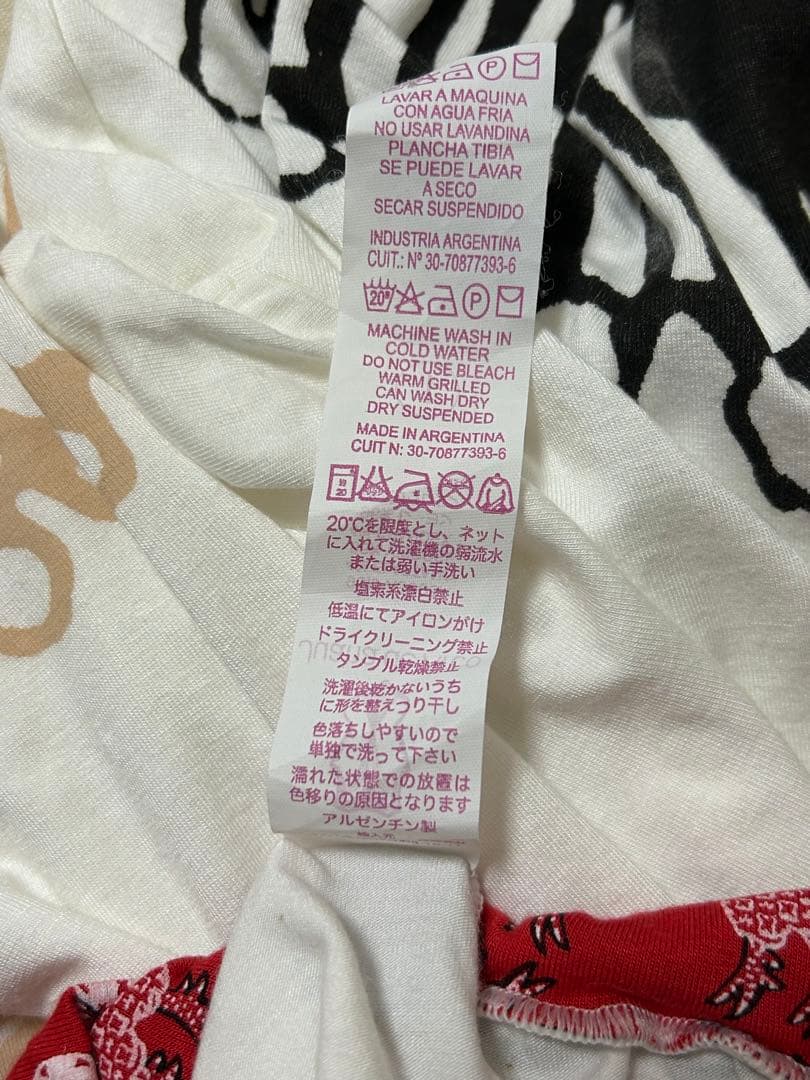 LAVAR A MAQUINA
CON AGUA FRIA
NO USAR LAVANDINA
PLANCHA TIBIA
SE PUEDE LAVAR
A SECO
SECAR SUSPENDIDO
INDUSTRIA ARGENTINA
CUIT.: Nº 30-70877393-6
20°
P
MACHINE WASH IN
COLD WATER
DO NOT USE BLEACH
WARM GRILLED
CAN WASH DRY
DRY SUSPENDED
MADE IN ARGENTINA
CUIT N: 30-70877393-6
20℃を限度とし、ネット
に入れて洗濯機の弱流水
または弱い手洗い
塩素系漂白禁止
低温にてアイロンがけ
ドライクリーニング禁止
タンブル乾燥禁止
洗濯後乾かないうち
に形を整えつり干し
色落ちしやすいので
単独で洗って下さい
濡れた状態での放置は
色移りの原因となります
アルゼンチン製